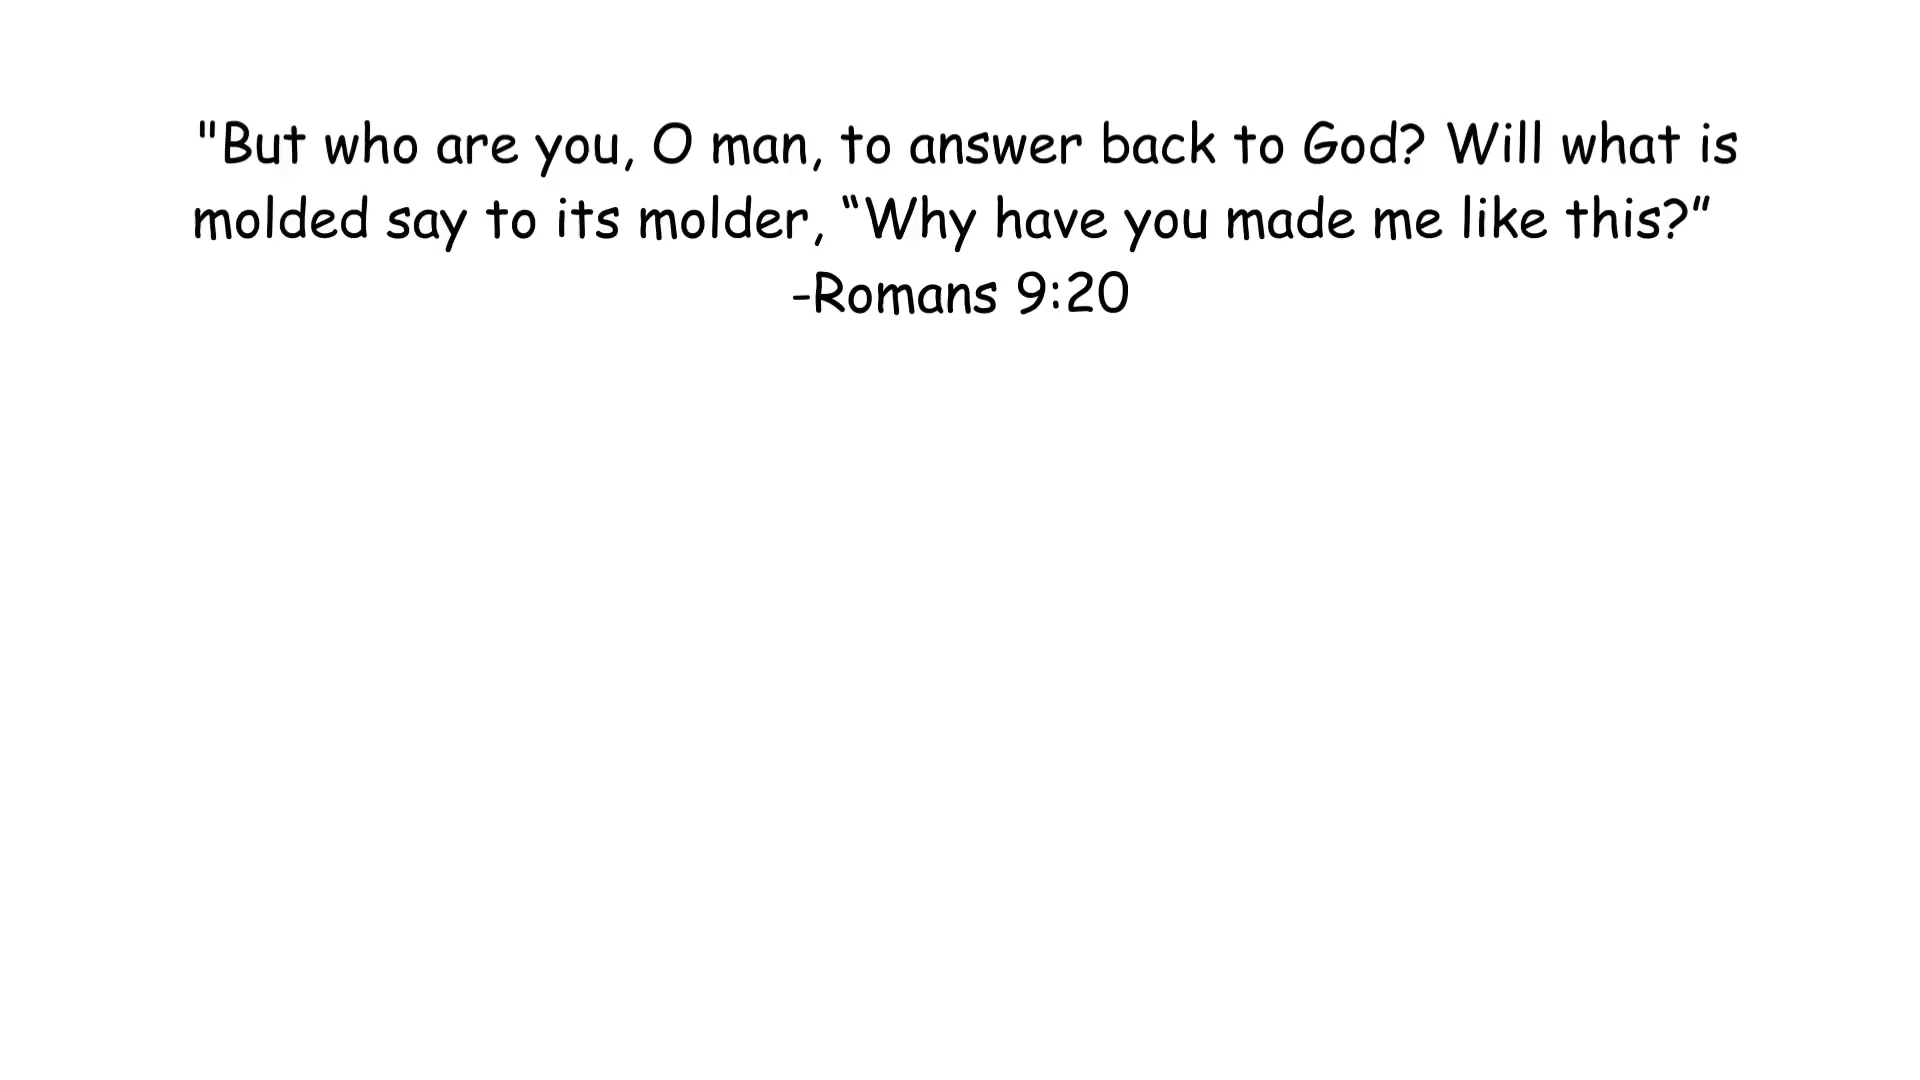 "But who are you, O man, to answer back to God? Will what is
molded say to its molder, “Why have you made me like this?”
-Romans 9:20